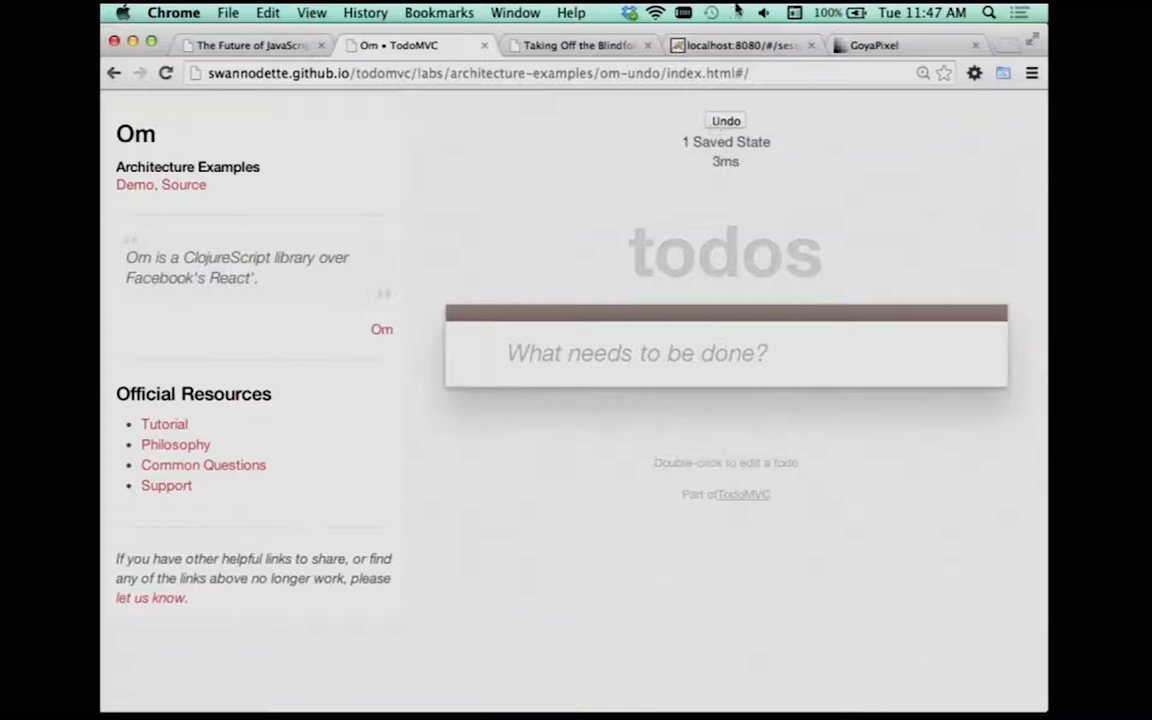 Chrome File Edit View History Bookmarks Window Help 100% Tue 11:47 AM
The Future of JavaScri Om • TodoMVC Taking Off the Blindfo localhost:8080/#/ses GoyaPixel
swannodette.github.io/todomvc/labs/architecture-examples/om-undo/index.html#/
Undo
1 Saved State
3ms
Om
Architecture Examples
Demo, Source
" Om is a ClojureScript library over
Facebook's React'. "
Om
Official Resources
• Tutorial
• Philosophy
• Common Questions
• Support
If you have other helpful links to share, or find
any of the links above no longer work, please
let us know.
todos
What needs to be done?
Double-click to edit a todo
Part ofTodoMVC